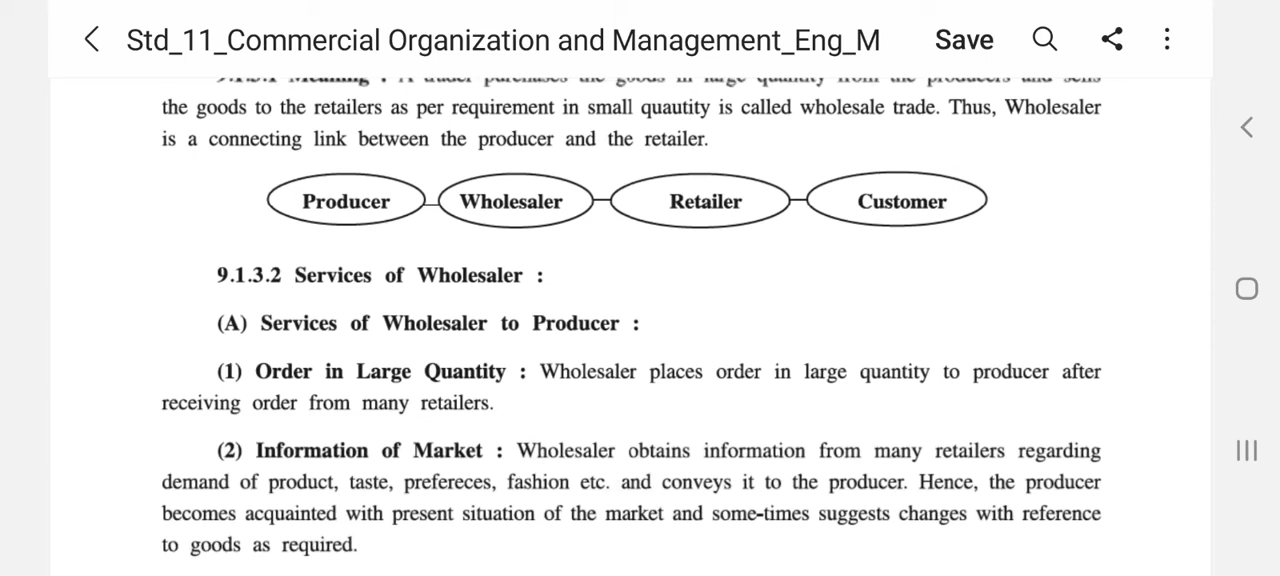 Std_11_Commercial Organization and Management_Eng_M Save
the goods to the retailers as per requirement in small quautity is called wholesale trade. Thus, Wholesaler
is a connecting link between the producer and the retailer.
Producer Wholesaler Retailer Customer
9.1.3.2 Services of Wholesaler :
(A) Services of Wholesaler to Producer :
(1) Order in Large Quantity : Wholesaler places order in large quantity to producer after
receiving order from many retailers.
(2) Information of Market : Wholesaler obtains information from many retailers regarding
demand of product, taste, prefereces, fashion etc. and conveys it to the producer. Hence, the producer
becomes acquainted with present situation of the market and some-times suggests changes with reference
to goods as required.